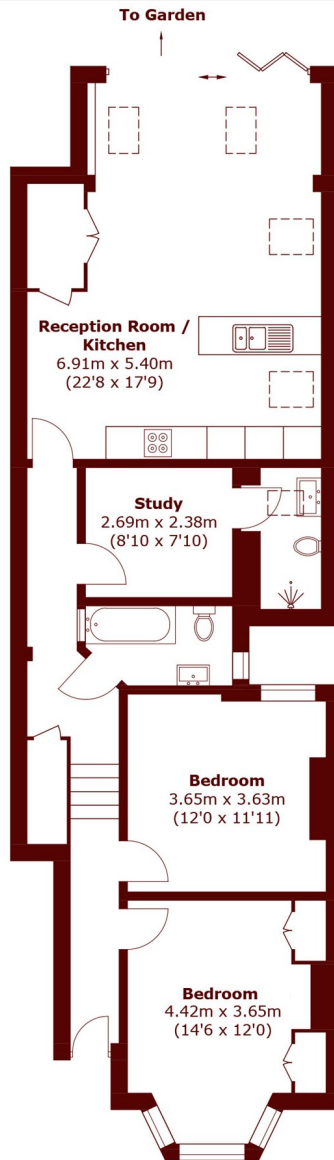 To Garden
Reception Room /
Kitchen
6.91m x 5.40m
(22'8 x 17'9)
Study
2.69m x 2.38m
(8'10 x 7'10)
Bedroom
3.65m x 3.63m
(12'0 x 11'11)
Bedroom
4.42m x 3.65m
(14'6 x 12'0)